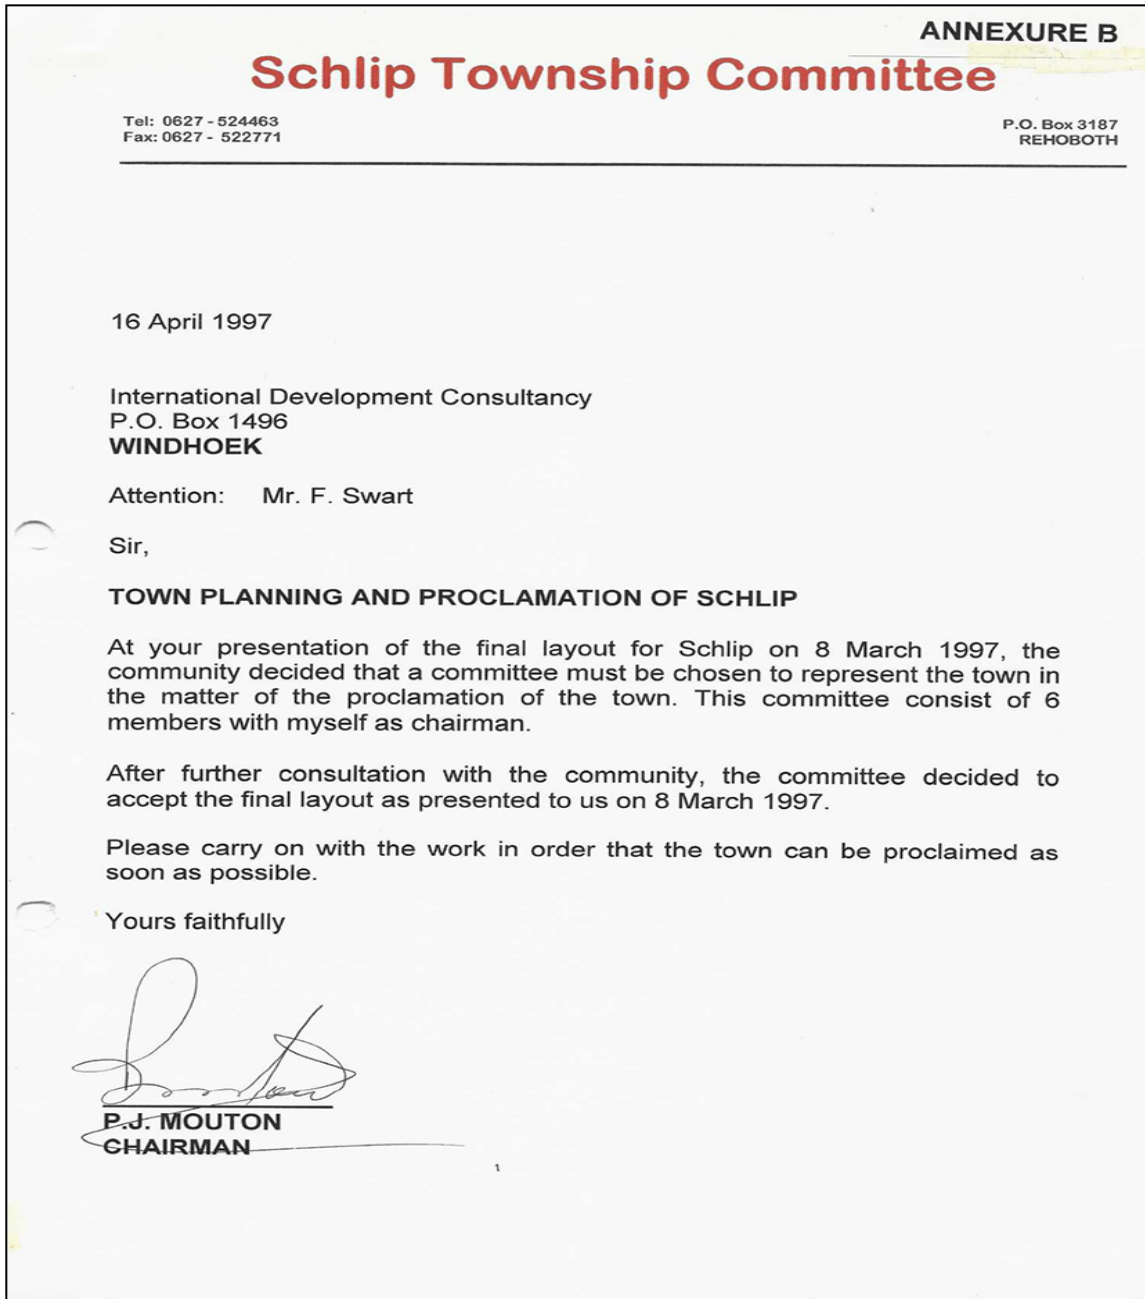 ANNEXURE B
Schlip Township Committee
Tel: 0627 - 524463
Fax: 0627 - 522771
P.O. Box 3187
REHOBOTH
16 April 1997
International Development Consultancy
P.O. Box 1496
WINDHOEK
Attention: Mr. F. Swart
Sir,
TOWN PLANNING AND PROCLAMATION OF SCHLIP
At your presentation of the final layout for Schlip on 8 March 1997, the
community decided that a committee must be chosen to represent the town in
the matter of the proclamation of the town. This committee consist of 6
members with myself as chairman.
After further consultation with the community, the committee decided to
accept the final layout as presented to us on 8 March 1997.
Please carry on with the work in order that the town can be proclaimed as
soon as possible.
Yours faithfully
P.J. MOUTON
CHAIRMAN